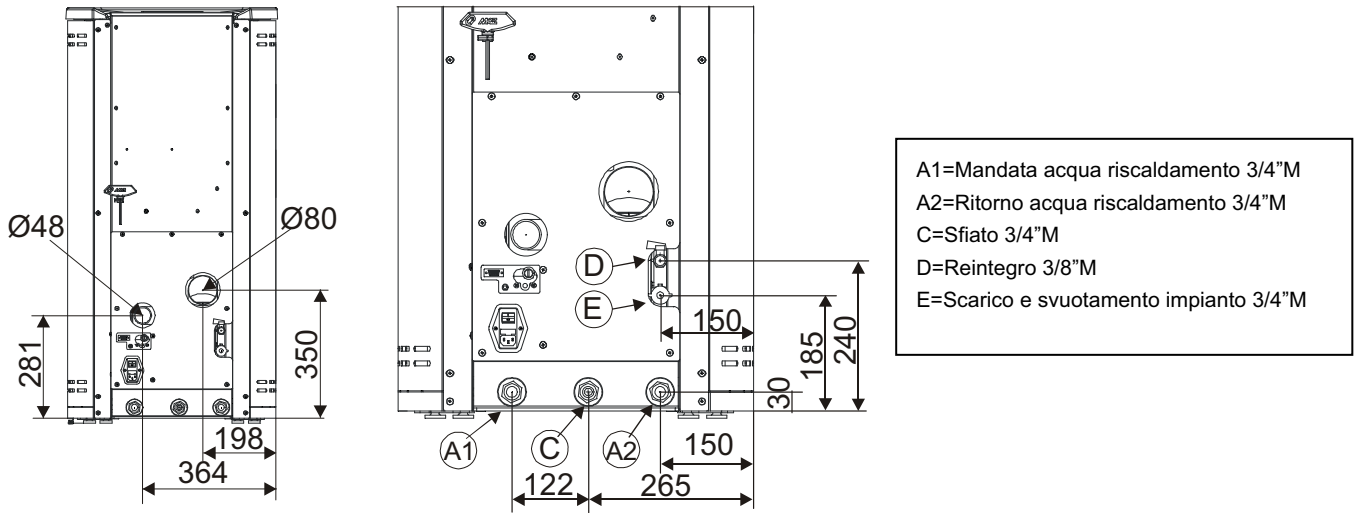 Ø48
Ø80
281
350
198
364
D
E
150
185
240
30
A1
C
A2
150
122
265
A1=Mandata acqua riscaldamento 3/4”M
A2=Ritorno acqua riscaldamento 3/4”M
C=Sfiato 3/4”M
D=Reintegro 3/8”M
E=Scarico e svuotamento impianto 3/4”M